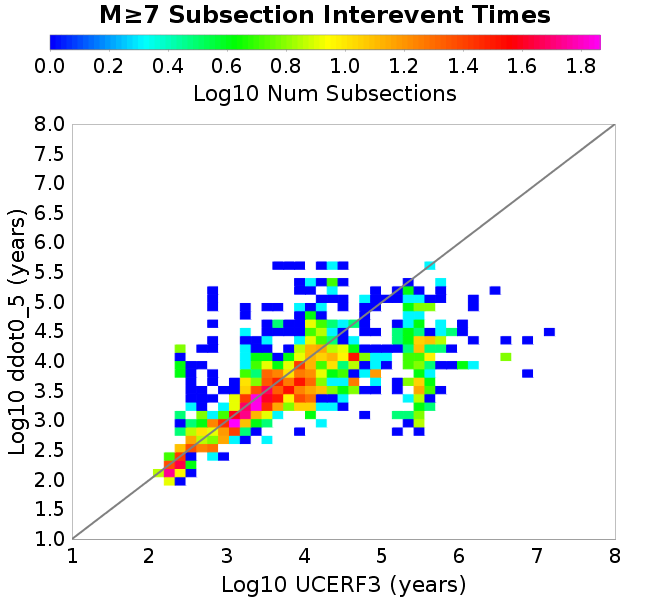 M≥7 Subsection Interevent Times
0.0 0.2 0.4 0.6 0.8 1.0 1.2 1.4 1.6 1.8
Log10 Num Subsections
8.0
7.5
7.0
6.5
6.0
5.5
5.0
4.5
4.0
3.5
3.0
2.5
2.0
1.5
1.0
Log10 ddot0_5 (years)
1 2 3 4 5 6 7 8
Log10 UCERF3 (years)